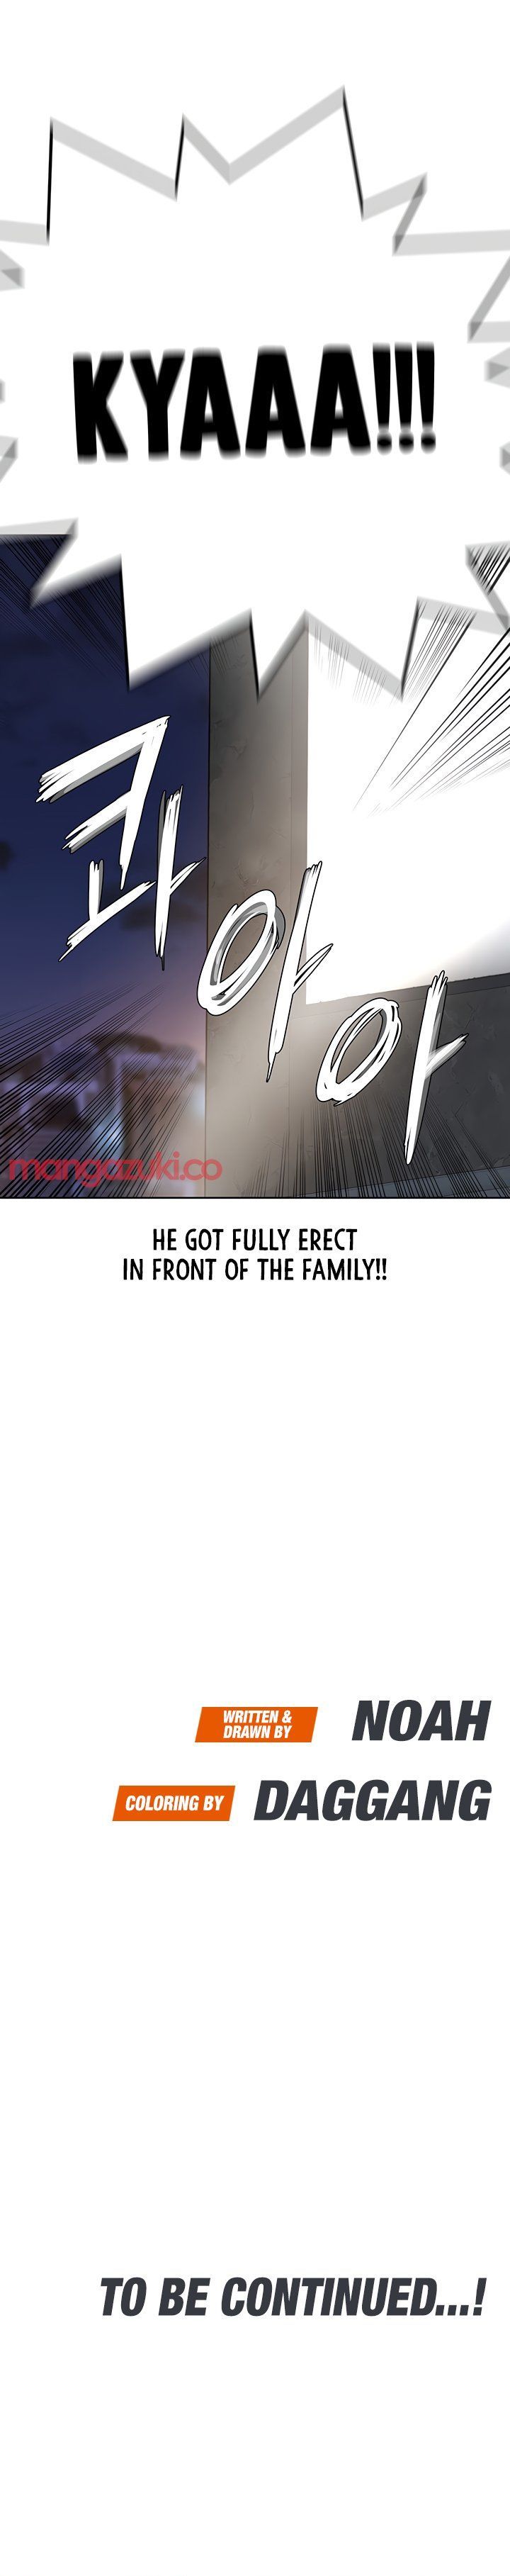 KYAAA!!!
콰아아
mangazuki.co
HE GOT FULLY ERECT
IN FRONT OF THE FAMILY!!
WRITTEN &
DRAWN BY
NOAH
COLORING BY
DAGGANG
TO BE CONTINUED...!